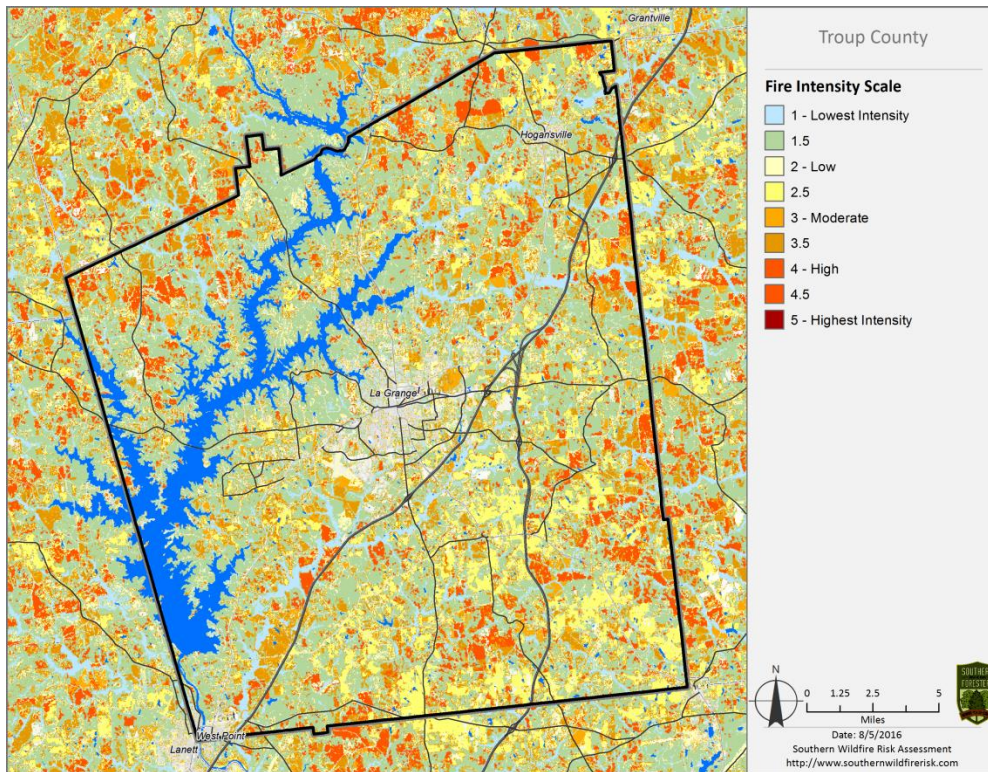 Grantville
Hogansville
La Grange
West Point
Lanett
Troup County
Fire Intensity Scale
1 - Lowest Intensity
1.5
2 - Low
2.5
3 - Moderate
3.5
4 - High
4.5
5 - Highest Intensity
N
0 1.25 2.5 5
Miles
SOUTHERN
Date: 8/5/2016
Southern Wildfire Risk Assessment
http://www.southernwildfirerisk.com